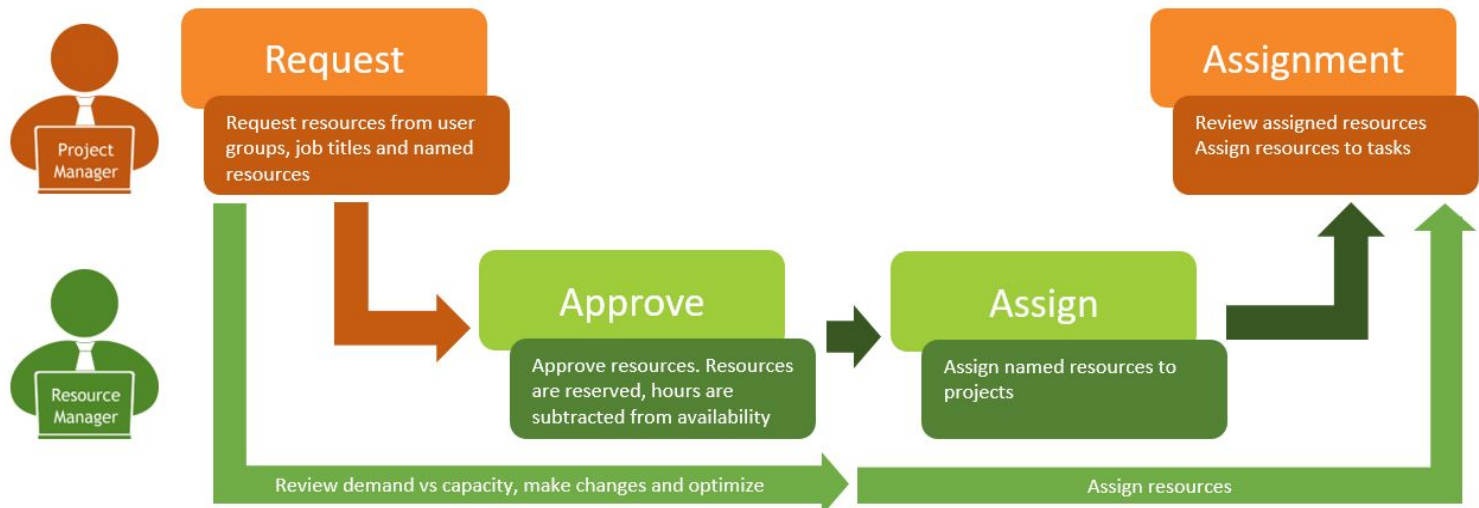 Project
Manager
Request
Request resources from user
groups, job titles and named
resources
Assignment
Review assigned resources
Assign resources to tasks
Resource
Manager
Approve
Approve resources. Resources
are reserved, hours are
subtracted from availability
Assign
Assign named resources to
projects
Review demand vs capacity, make changes and optimize
Assign resources